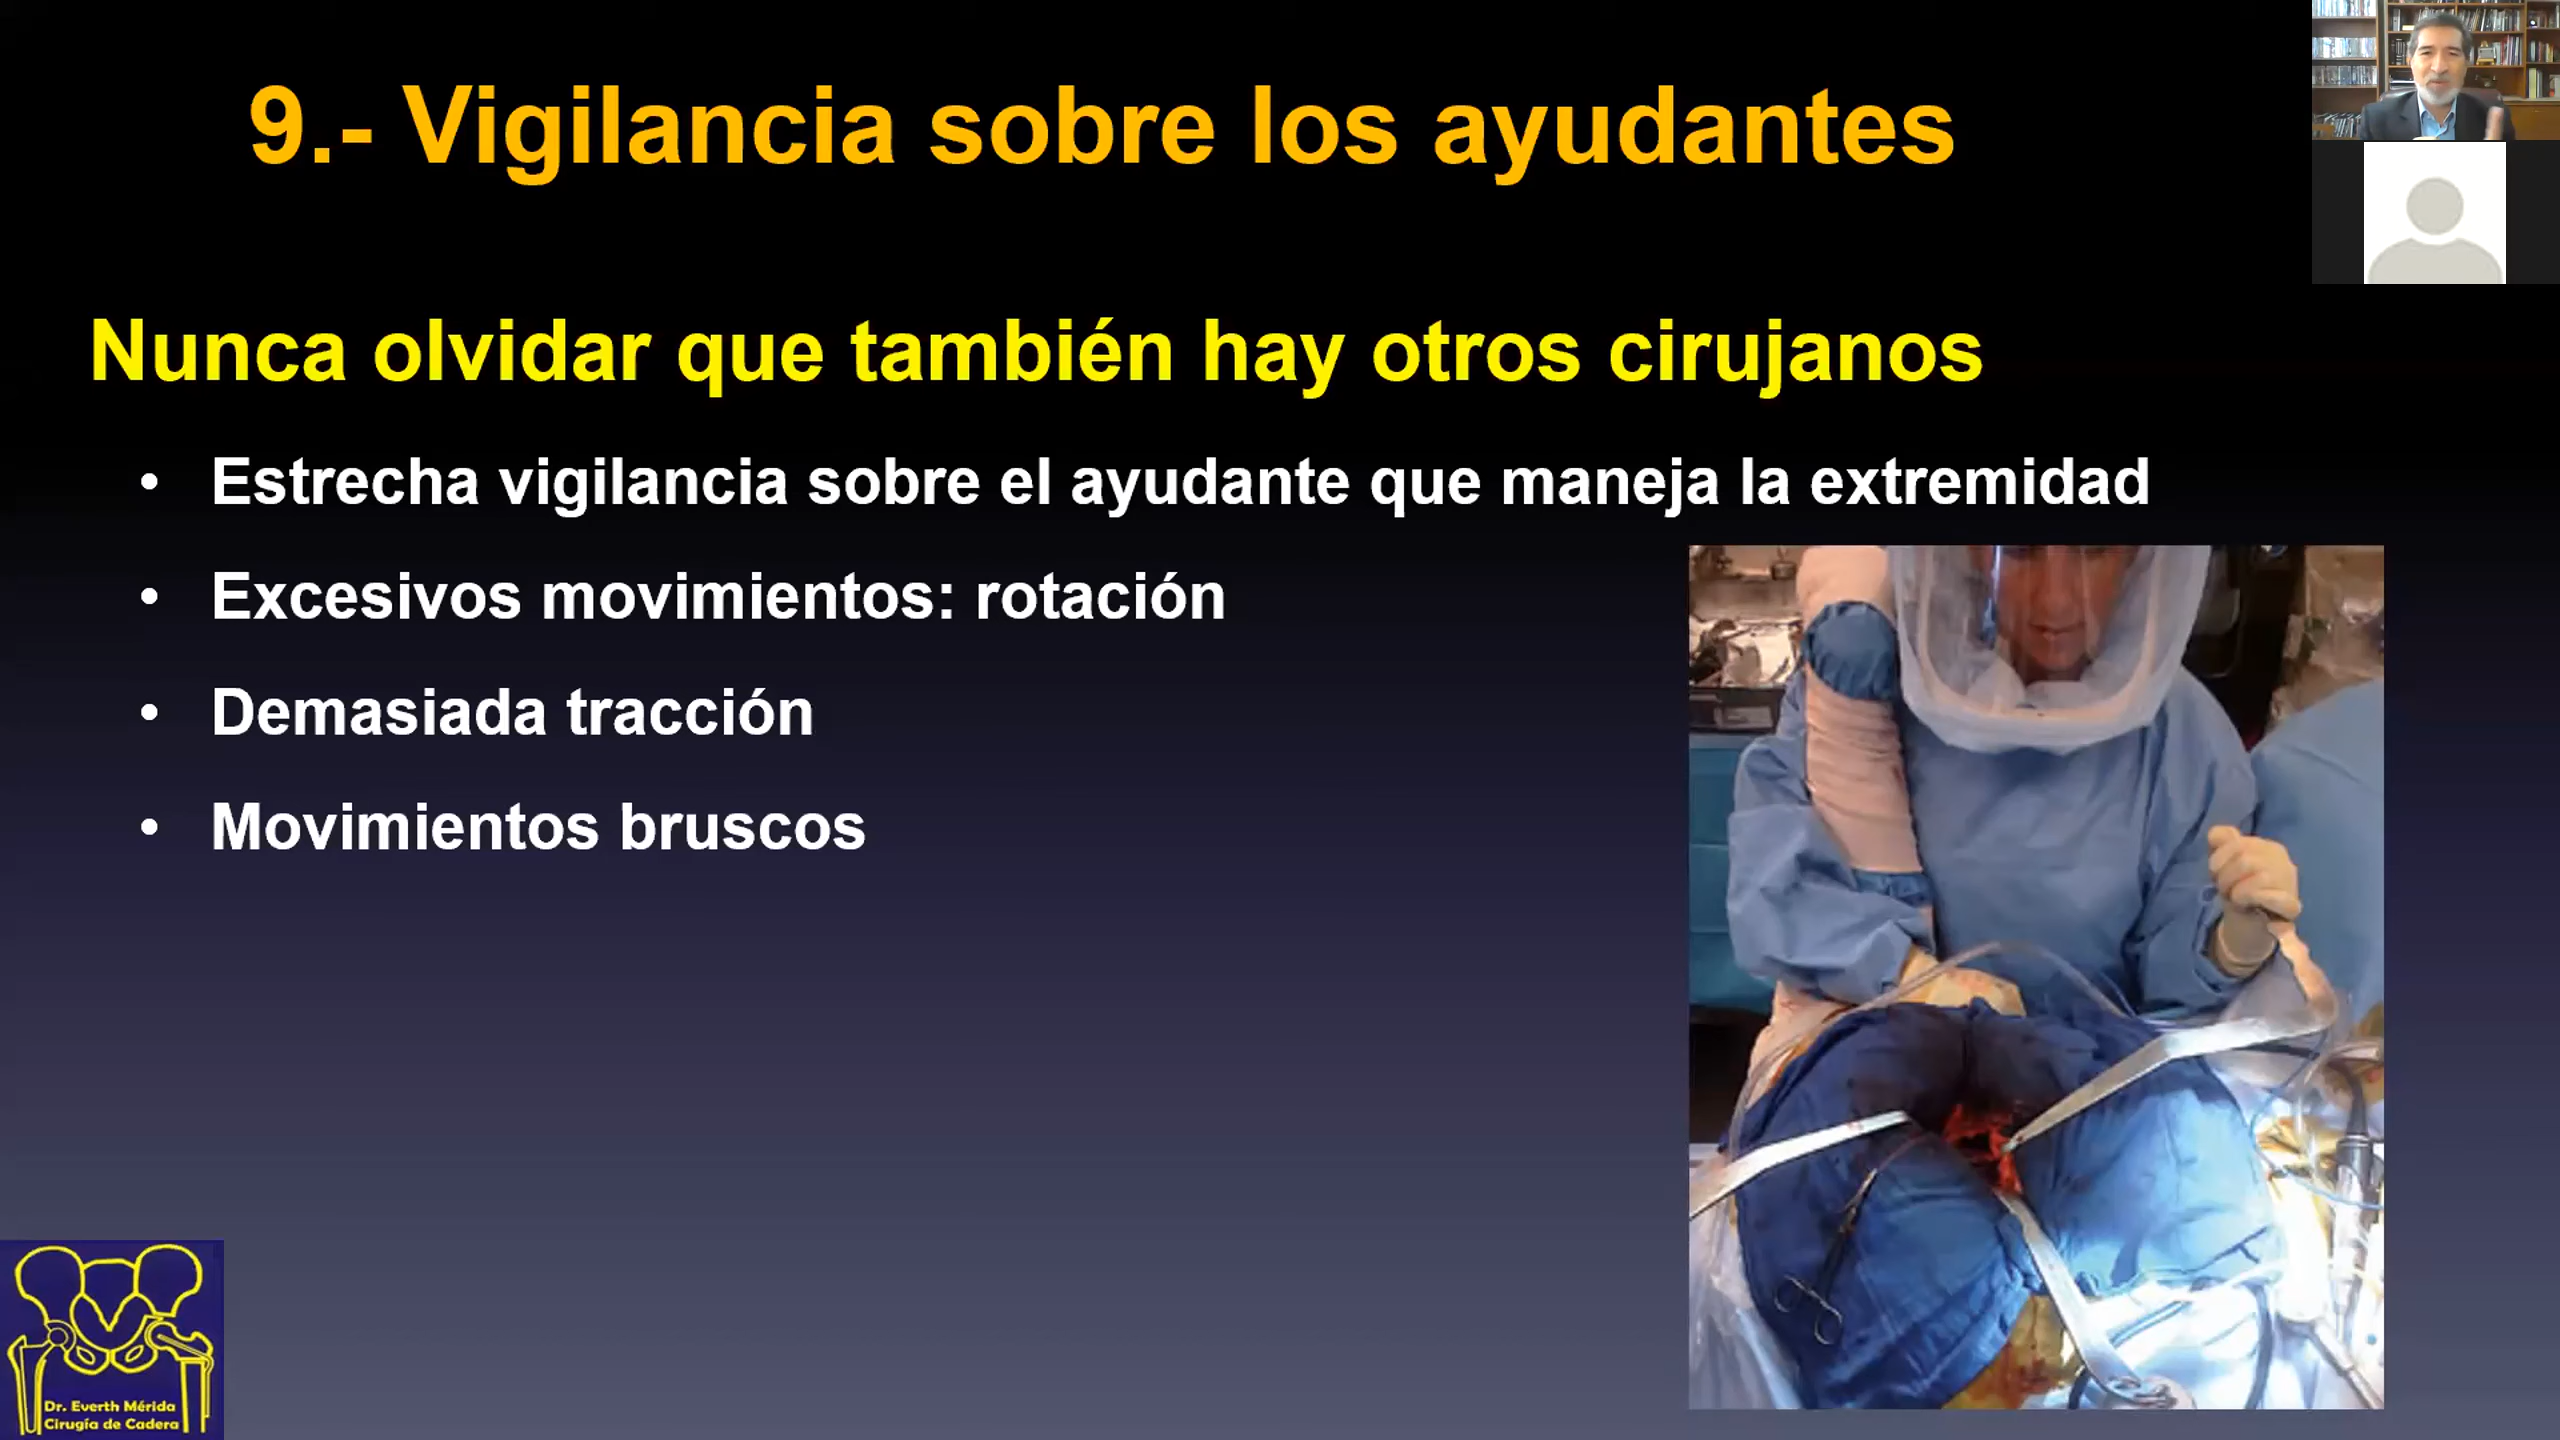 9.- Vigilancia sobre los ayudantes
Nunca olvidar que también hay otros cirujanos
• Estrecha vigilancia sobre el ayudante que maneja la extremidad
• Excesivos movimientos: rotación
• Demasiada tracción
• Movimientos bruscos
Dr. Everth Mérida
Cirugía de Cadera